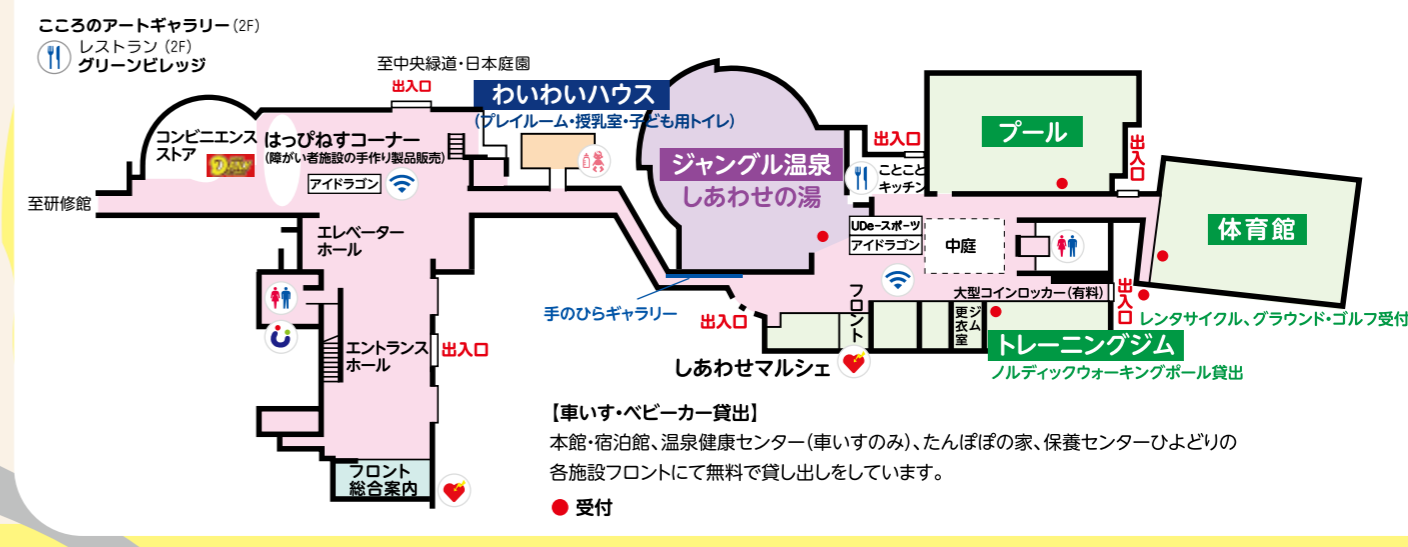 こころのアートギャラリー(2F)
レストラン (2F)
グリーンビレッジ
至中央緑道・日本庭園
出入口
わいわいハウス
(プレイルーム・授乳室・子ども用トイレ)
コンビニエンス
ストア
はっぴねすコーナー
(障がい者施設の手作り製品販売)
アイドラゴン
至研修館
エレベーター
ホール
エントランス
ホール
出入口
フロント
総合案内
ジャングル温泉
しあわせの湯
手のひらギャラリー
出入口
ことこと
キッチン
出入口
プール
出入口
体育館
UDe-スポーツ
アイドラゴン
中庭
フロント
大型コインロッカー(有料)
出入口
ジム
更衣室
しあわせマルシェ
トレーニングジム
ノルディックウォーキングポール貸出
レンタサイクル、グラウンド・ゴルフ受付
【車いす・ベビーカー貸出】
本館・宿泊館、温泉健康センター(車いすのみ)、たんぽぽの家、保養センターひよどりの
各施設フロントにて無料で貸し出しをしています。
受付